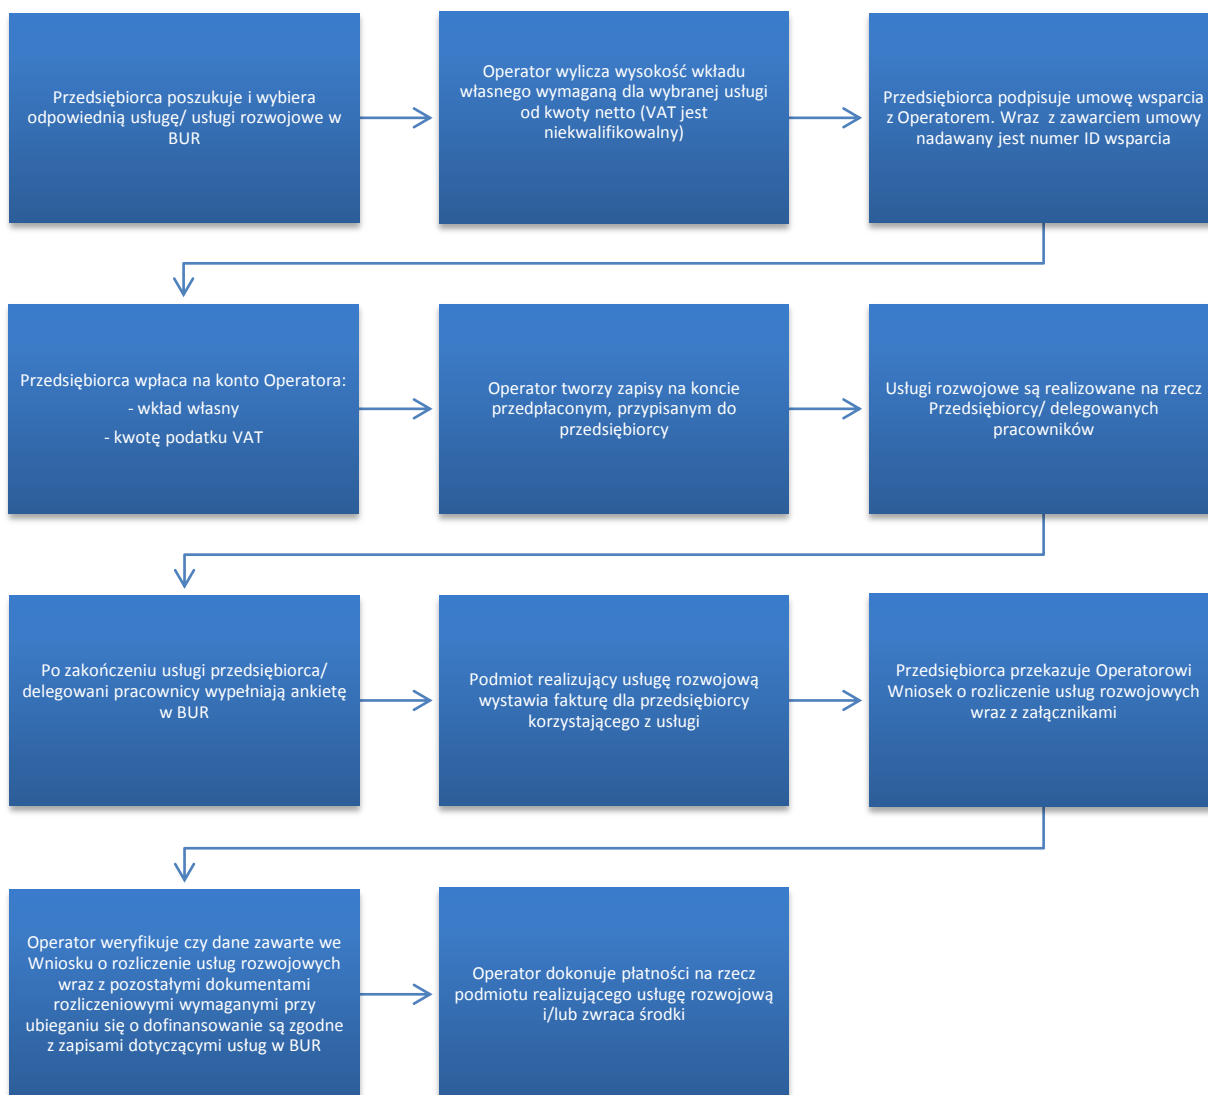 Przedsiębiorca poszukuje i wybiera
odpowiednią usługę/ usługi rozwojowe w
BUR
Operator wylicza wysokość wkładu
własnego wymaganą dla wybranej usługi
od kwoty netto (VAT jest
niekwalifikowalny)
Przedsiębiorca podpisuje umowę wsparcia
z Operatorem. Wraz z zawarciem umowy
nadawany jest numer ID wsparcia
Przedsiębiorca wpłaca na konto Operatora:
- wkład własny
- kwotę podatku VAT
Operator tworzy zapisy na koncie
przedpłaconym, przypisanym do
przedsiębiorcy
Usługi rozwojowe są realizowane na rzecz
Przedsiębiorcy/ delegowanych
pracowników
Po zakończeniu usługi przedsiębiorca/
delegowani pracownicy wypełniają ankietę
w BUR
Podmiot realizujący usługę rozwojową
wystawia fakturę dla przedsiębiorcy
korzystającego z usługi
Przedsiębiorca przekazuje Operatorowi
Wniosek o rozliczenie usług rozwojowych
wraz z załącznikami
Operator weryfikuje czy dane zawarte we
Wniosku o rozliczenie usług rozwojowych
wraz z pozostałymi dokumentami
rozliczeniowymi wymaganymi przy
ubieganiu się o dofinansowanie są zgodne
z zapisami dotyczącymi usług w BUR
Operator dokonuje płatności na rzecz
podmiotu realizującego usługę rozwojową
i/lub zwraca środki